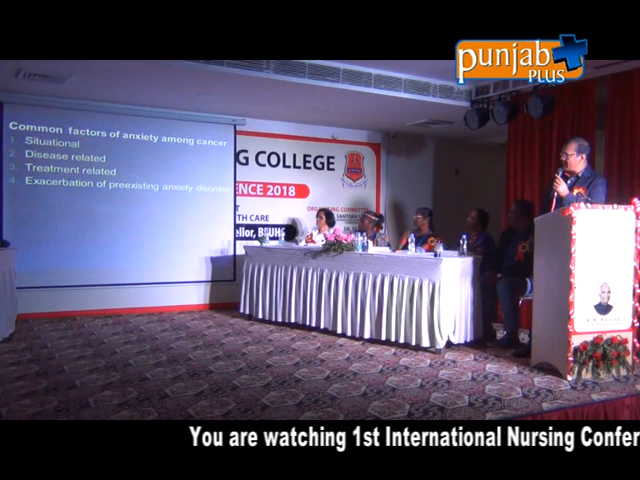 punjab
PLUS
Common factors of anxiety among cancer
1. Situational
2. Disease related
3. Treatment related
4. Exacerbation of preexisting anxiety disorder
G COLLEGE
ENCE 2018
ORGANISING COMMITTEE
TH CARE
ellor, BFUHS
You are watching 1st International Nursing Confer